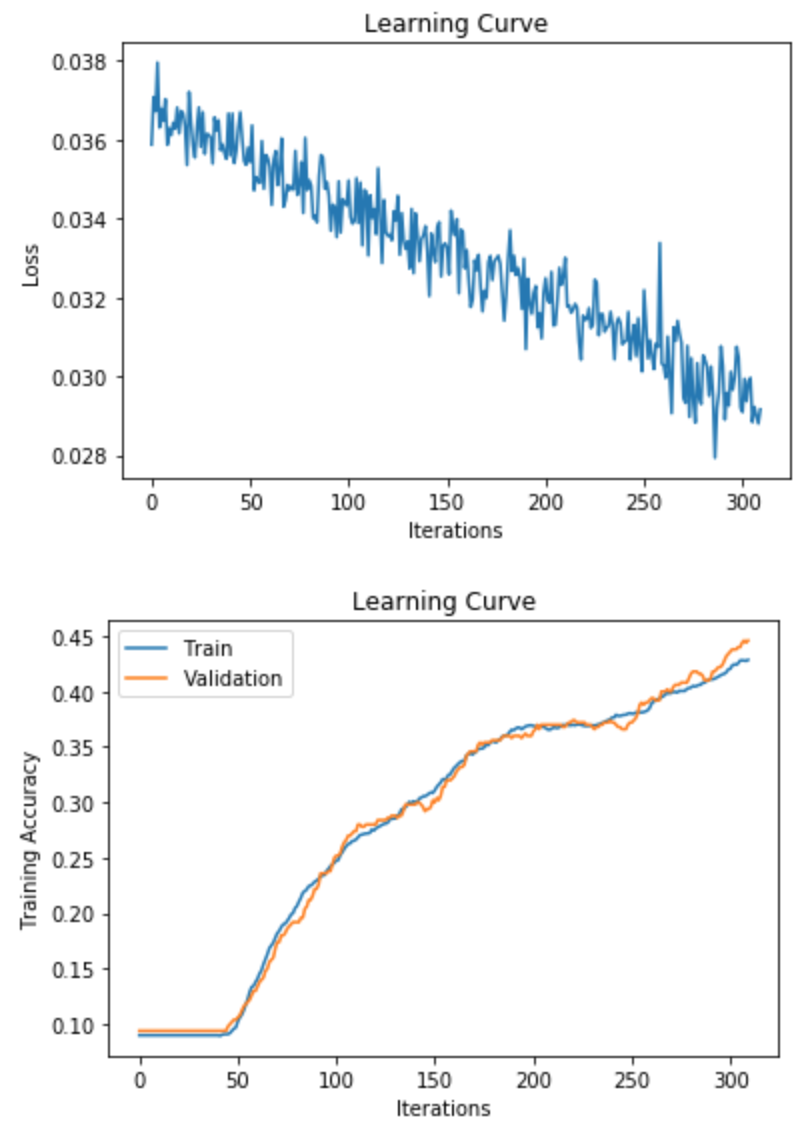 Learning Curve
0.038
0.036
0.034
0.032
0.030
0.028
Loss
0 50 100 150 200 250 300
Iterations
Learning Curve
Train
Validation
0.45
0.40
0.35
0.30
0.25
0.20
0.15
0.10
Training Accuracy
0 50 100 150 200 250 300
Iterations